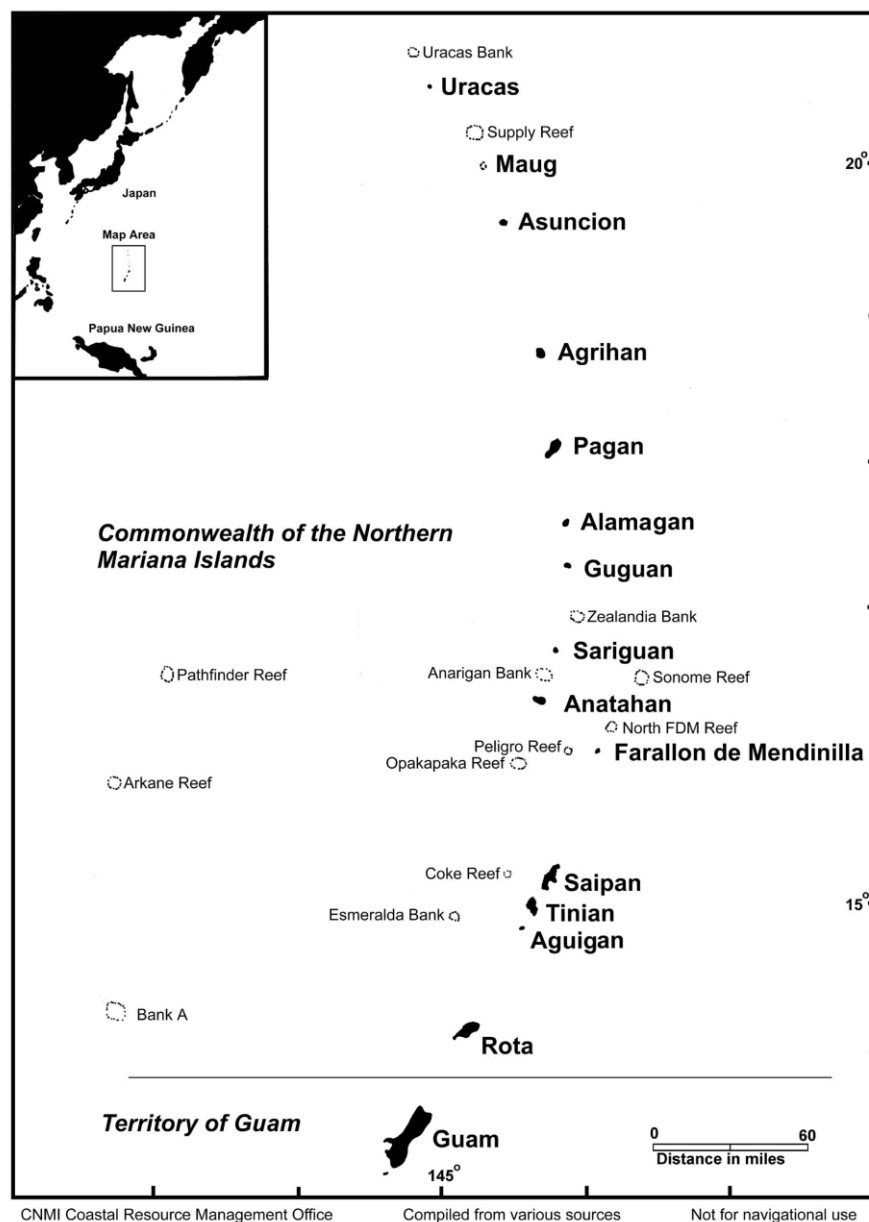 Uracas Bank
Uracas
Supply Reef
Maug
20°
Asuncion
Japan
Map Area
Papua New Guinea
Agrihan
Pagan
Alamagan
Commonwealth of the Northern
Mariana Islands
Guguan
Zealandia Bank
Sariguan
Pathfinder Reef
Anarigan Bank
Sonome Reef
Anatahan
North FDM Reef
Peligro Reef
Farallon de Mendinilla
Opakapaka Reef
Arkane Reef
Coke Reef
Saipan
15°
Tinian
Esmeralda Bank
Aguigan
Bank A
Rota
Territory of Guam
Guam
0 60
Distance in miles
145°
CNMI Coastal Resource Management Office Compiled from various sources Not for navigational use